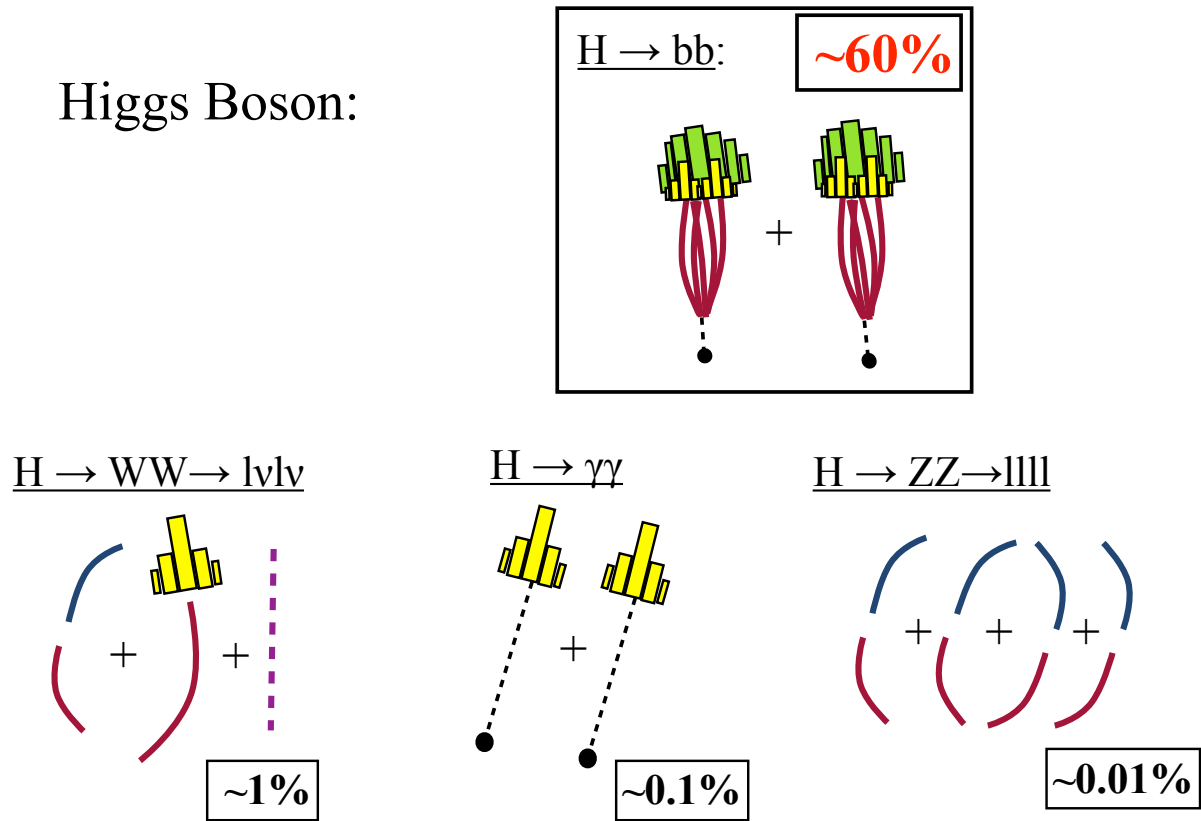 H → bb:
~60%
Higgs Boson:
+
H → WW→ lνlν
H → γγ
H → ZZ→llll
+ +
+
+ + +
~1%
~0.1%
~0.01%